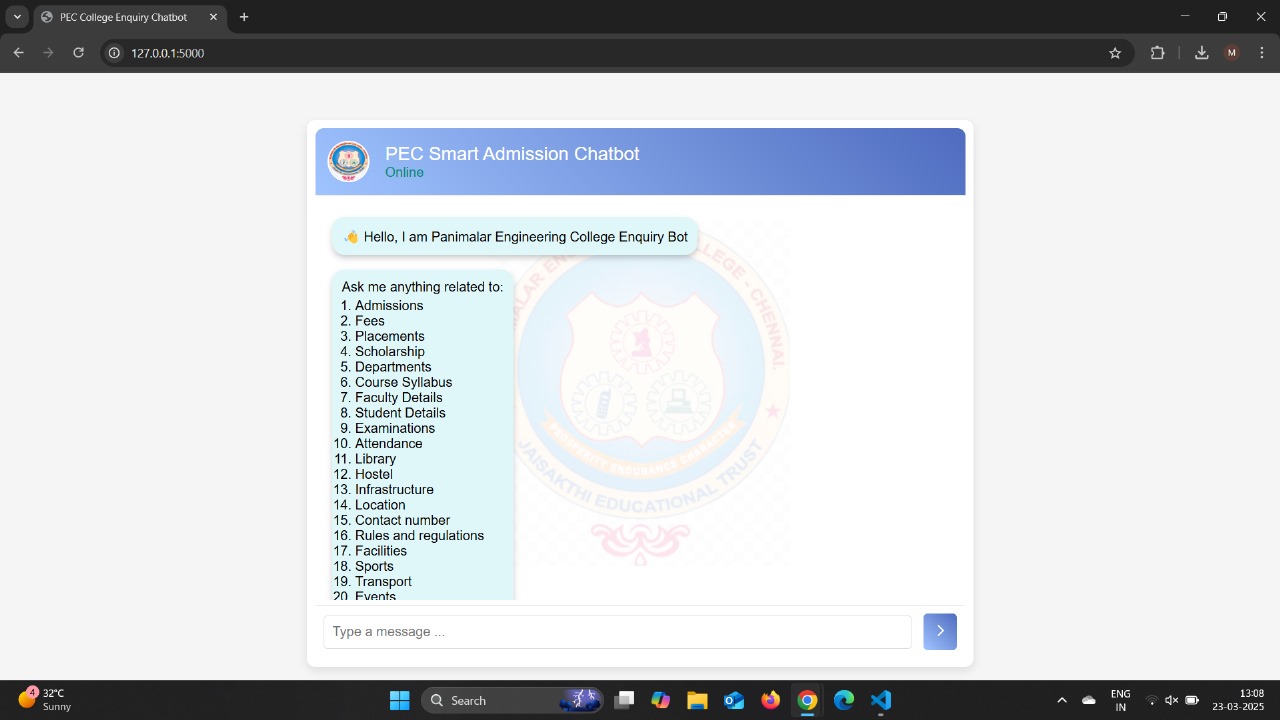 PEC College Enquiry Chatbot
127.0.0.1:5000
M
PEC Smart Admission Chatbot
Online
👋 Hello, I am Panimalar Engineering College Enquiry Bot
Ask me anything related to:
1. Admissions
2. Fees
3. Placements
4. Scholarship
5. Departments
6. Course Syllabus
7. Faculty Details
8. Student Details
9. Examinations
10. Attendance
11. Library
12. Hostel
13. Infrastructure
14. Location
15. Contact number
16. Rules and regulations
17. Facilities
18. Sports
19. Transport
20. Events
COLLEGE - CHENNAI
PROSPERITY ENDURANCE CHARACTER
JAISAKTHI EDUCATIONAL TRUST
Type a message ...
4
32°C
Sunny
Search
ENG
IN
13:08
23-03-2025